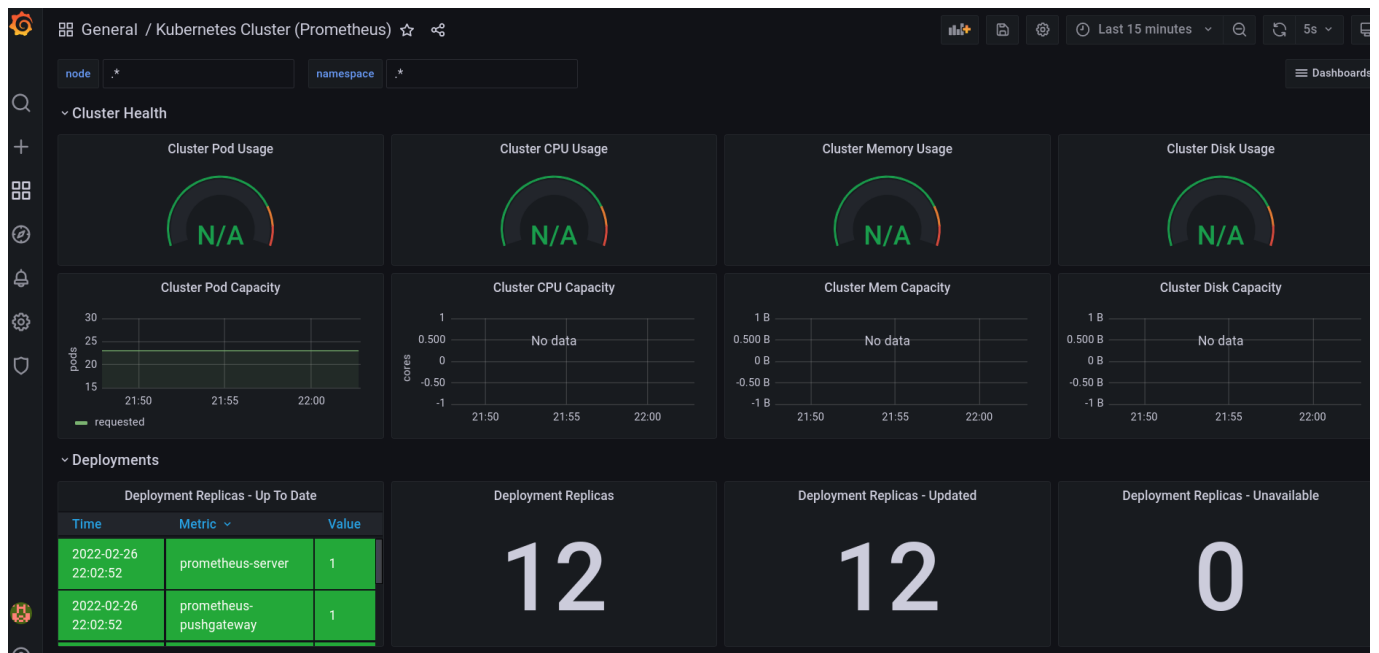 General / Kubernetes Cluster (Prometheus)
Last 15 minutes
5s
node .* namespace .*
Dashboards
Cluster Health
Cluster Pod Usage
N/A
Cluster CPU Usage
N/A
Cluster Memory Usage
N/A
Cluster Disk Usage
N/A
Cluster Pod Capacity
pods
30
25
20
15
21:50 21:55 22:00
requested
Cluster CPU Capacity
cores
1
0.500
0
-0.50
-1
No data
21:50 21:55 22:00
Cluster Mem Capacity
1 B
0.500 B
0 B
-0.50 B
-1 B
No data
21:50 21:55 22:00
Cluster Disk Capacity
1 B
0.500 B
0 B
-0.50 B
-1 B
No data
21:50 21:55 22:00
Deployments
Deployment Replicas - Up To Date
Time Metric Value
2022-02-26
22:02:52
prometheus-server
1
2022-02-26
22:02:52
prometheus-
pushgateway
1
Deployment Replicas
12
Deployment Replicas - Updated
12
Deployment Replicas - Unavailable
0